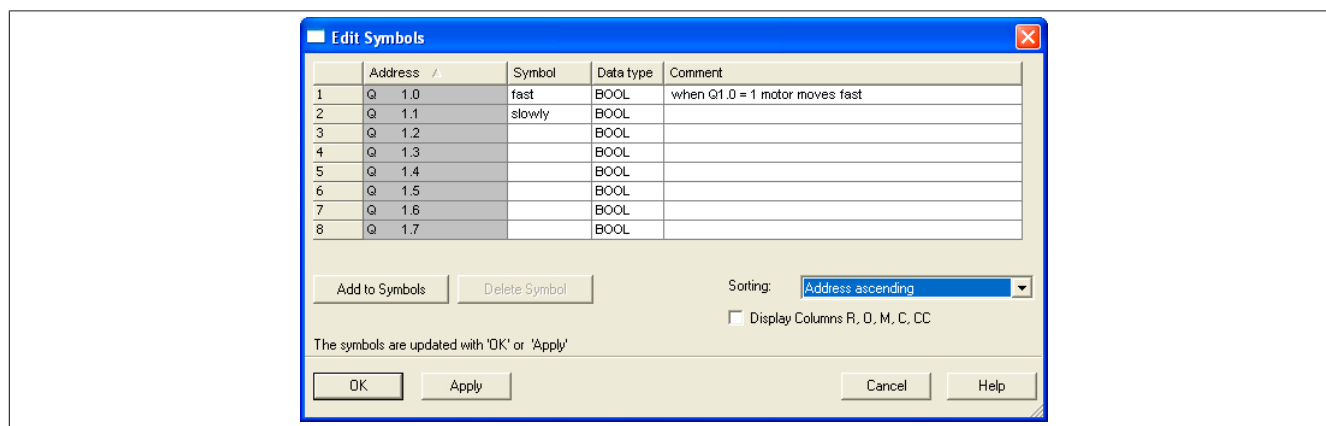 Edit Symbols
Address Symbol Data type Comment
1 Q 1.0 fast BOOL when Q1.0 = 1 motor moves fast
2 Q 1.1 slowly BOOL
3 Q 1.2 BOOL
4 Q 1.3 BOOL
5 Q 1.4 BOOL
6 Q 1.5 BOOL
7 Q 1.6 BOOL
8 Q 1.7 BOOL
Add to Symbols Delete Symbol Sorting: Address ascending
Display Columns R, O, M, C, CC
The symbols are updated with 'OK' or 'Apply'
OK Apply Cancel Help